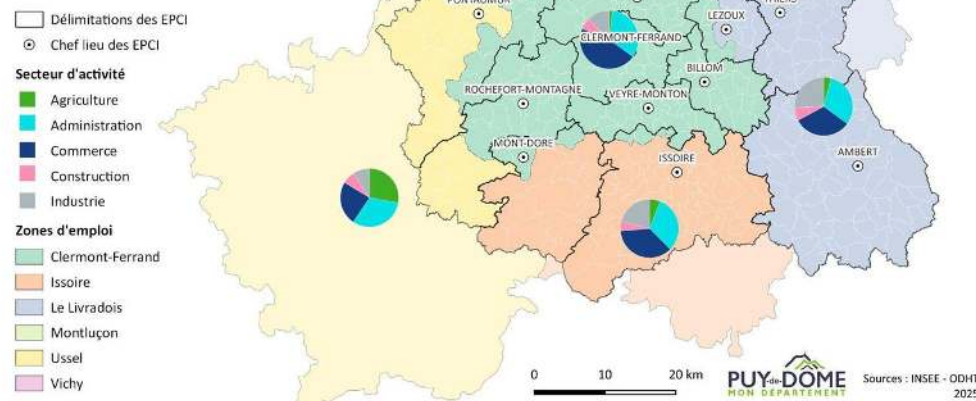 Délimitations des EPCI
Chef lieu des EPCI
Secteur d'activité
Agriculture
Administration
Commerce
Construction
Industrie
Zones d'emploi
Clermont-Ferrand
Issoire
Le Livradois
Montluçon
Ussel
Vichy
LEZOUX
CLERMONT-FERRAND
BILLOM
ROCHEFORT-MONTAGNE
VEYRE-MONTON
MONT-DORE
ISSOIRE
AMBERT
0 10 20 km
PUY-de-DÔME
MON DÉPARTEMENT
Sources : INSEE - ODHT
2025